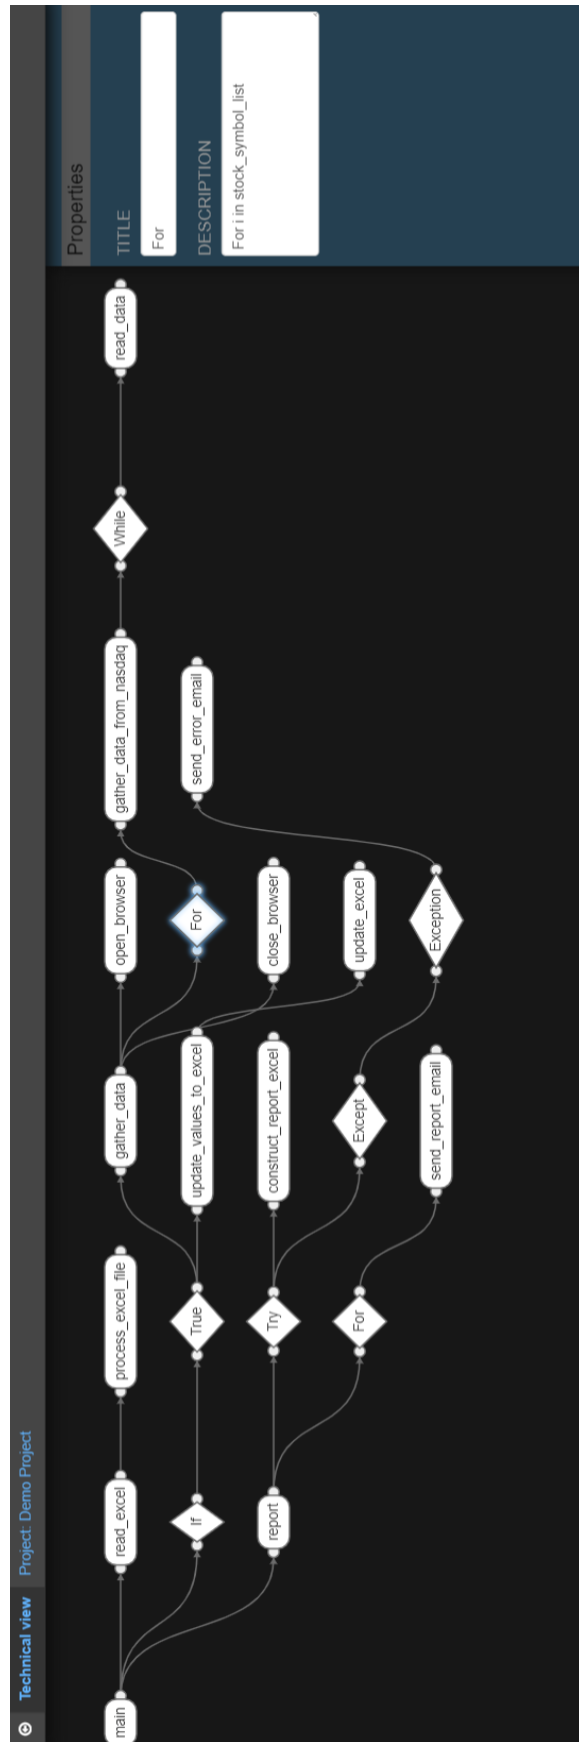 Technical view
Project: Demo Project
main
read_excel
process_excel_file
gather_data
open_browser
gather_data_from_nasdaq
While
read_data
If
True
update_values_to_excel
For
send_error_email
report
Try
construct_report_excel
close_browser
For
Except
update_excel
send_report_email
Exception
Properties
TITLE
For
DESCRIPTION
For i in stock_symbol_list